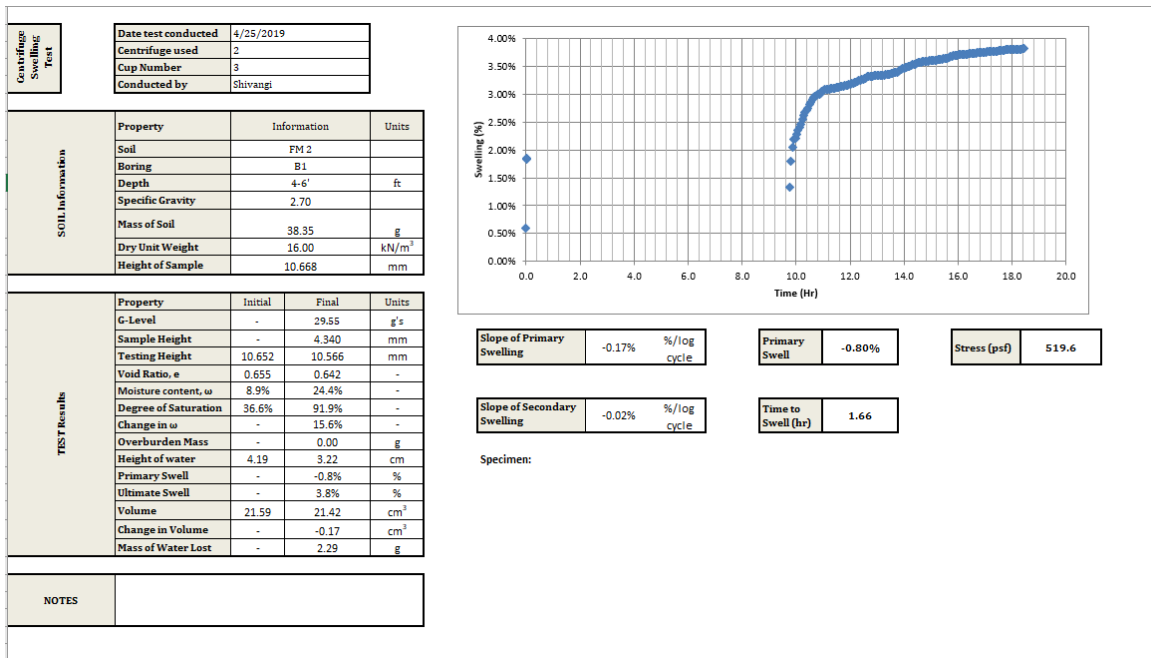 Centrifuge
Swelling
Test
Date test conducted 4/25/2019
Centrifuge used 2
Cup Number 3
Conducted by Shivangi
SOIL Information
Property Information Units
Soil FM 2
Boring B1
Depth 4-6' ft
Specific Gravity 2.70
Mass of Soil 38.35 g
Dry Unit Weight 16.00 kN/m³
Height of Sample 10.668 mm
TEST Results
Property Initial Final Units
G-Level - 29.55 g's
Sample Height - 4.340 mm
Testing Height 10.652 10.566 mm
Void Ratio, e 0.655 0.642 -
Moisture content, ω 8.9% 24.4% -
Degree of Saturation 36.6% 91.9% -
Change in ω - 15.6% -
Overburden Mass - 0.00 g
Height of water 4.19 3.22 cm
Primary Swell - -0.8% %
Ultimate Swell - 3.8% %
Volume 21.59 21.42 cm³
Change in Volume - -0.17 cm³
Mass of Water Lost - 2.29 g
NOTES
Swelling (%)
4.00%
3.50%
3.00%
2.50%
2.00%
1.50%
1.00%
0.50%
0.00%
0.0 2.0 4.0 6.0 8.0 10.0 12.0 14.0 16.0 18.0 20.0
Time (Hr)
Slope of Primary
Swelling
-0.17%
%/log
cycle
Primary
Swell
-0.80%
Stress (psf)
519.6
Slope of Secondary
Swelling
-0.02%
%/log
cycle
Time to
Swell (hr)
1.66
Specimen: